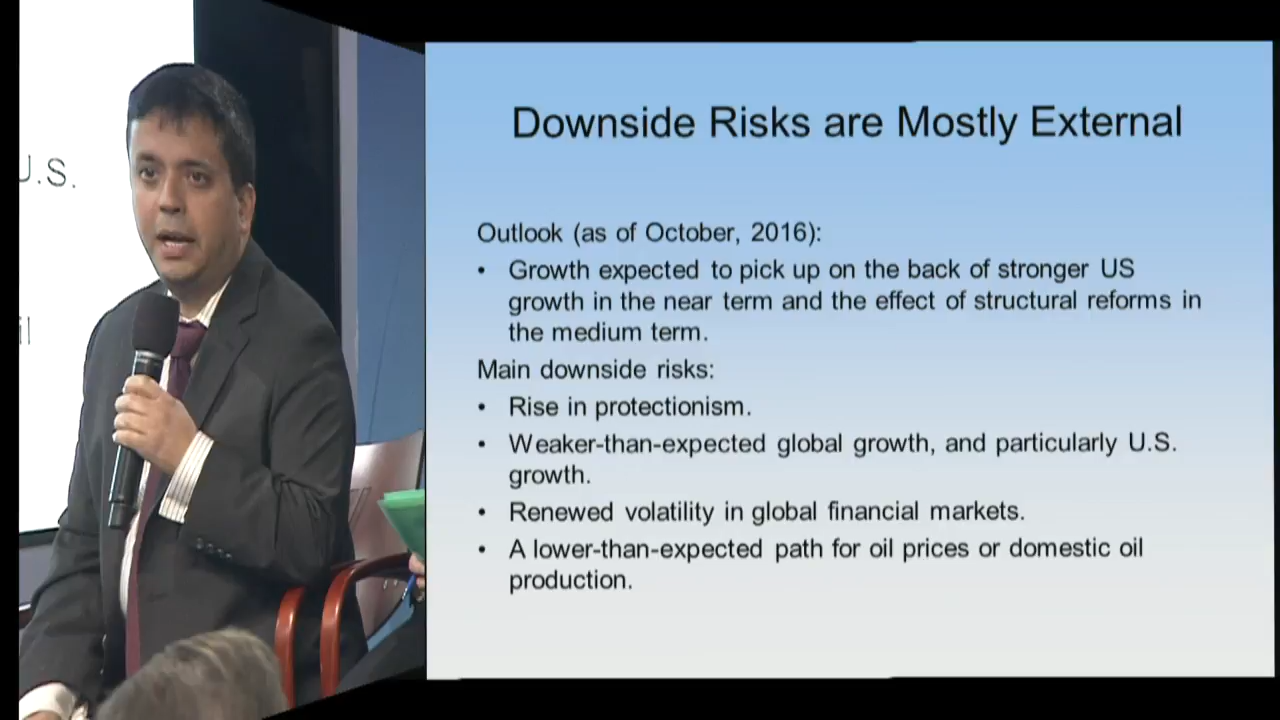 U.S.
Downside Risks are Mostly External
Outlook (as of October, 2016):
• Growth expected to pick up on the back of stronger US
growth in the near term and the effect of structural reforms in
the medium term.
Main downside risks:
• Rise in protectionism.
• Weaker-than-expected global growth, and particularly U.S.
growth.
• Renewed volatility in global financial markets.
• A lower-than-expected path for oil prices or domestic oil
production.